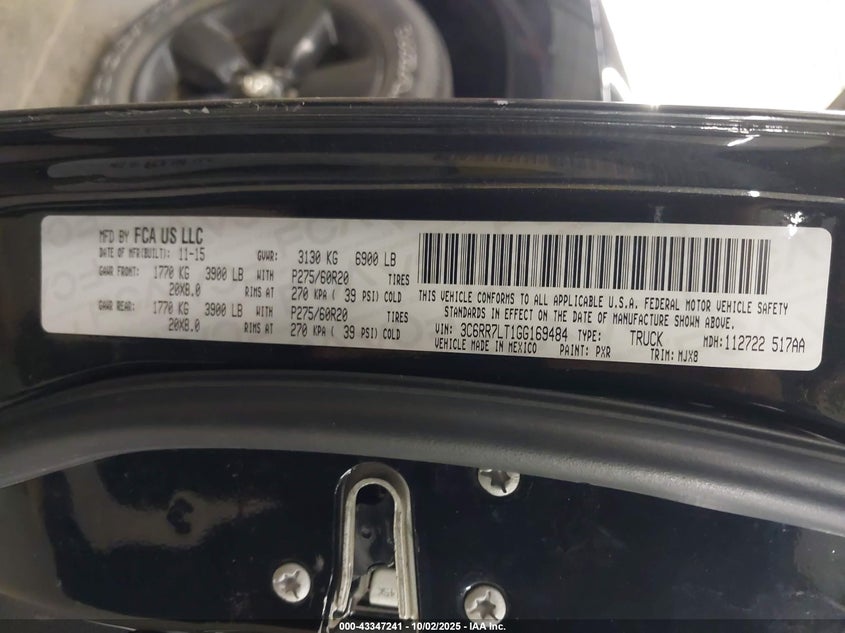 MFD BY FCA US LLC
DATE OF MFR(BUILT): 11-15 GVWR: 3130 KG 6900 LB
GAWR FRONT: 1770 KG 3900 LB WITH P275/60R20 TIRES
20X8.0 RIMS AT 270 KPA ( 39 PSI) COLD
GAWR REAR: 1770 KG 3900 LB WITH P275/60R20 TIRES
20X8.0 RIMS AT 270 KPA ( 39 PSI) COLD
THIS VEHICLE CONFORMS TO ALL APPLICABLE U.S.A. FEDERAL MOTOR VEHICLE SAFETY
STANDARDS IN EFFECT ON THE DATE OF MANUFACTURE SHOWN ABOVE.
VIN: 3C6RR7LT1GG169484 TYPE: TRUCK MDH: 112722 517AA
VEHICLE MADE IN MEXICO PAINT: PXR TRIM: MJX8
000-43347241 - 10/02/2025 - IAA Inc.